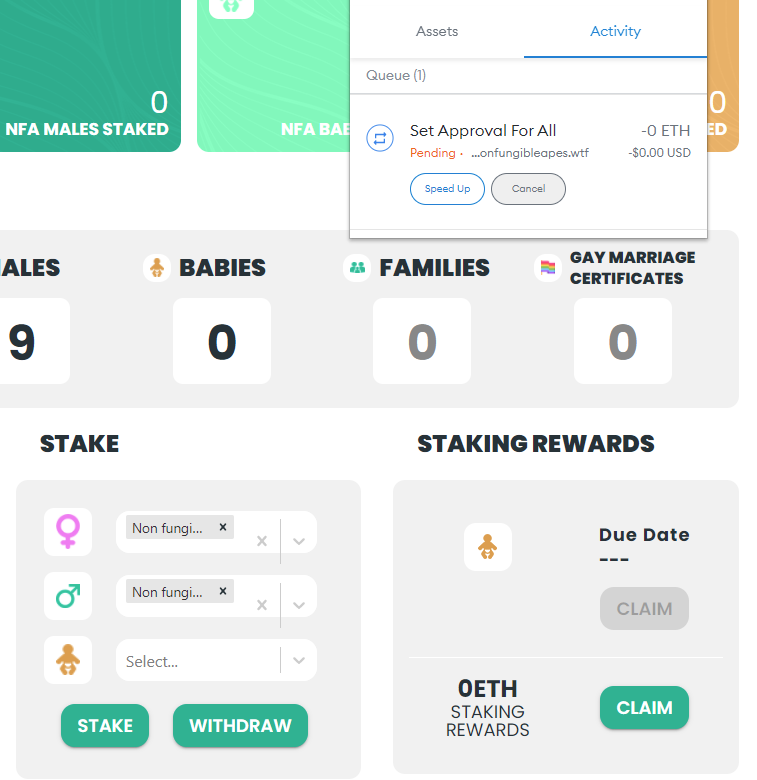 Assets
Activity
Queue (1)
Set Approval For All
-0 ETH
Pending · ...onfungibleapes.wtf
-$0.00 USD
Speed Up
Cancel
0
NFA MALES STAKED
NFA BAB
0
ED
ALES
BABIES
FAMILIES
GAY MARRIAGE
CERTIFICATES
9
0
0
0
STAKE
Non fungi... ×
Non fungi... ×
Select...
STAKE
WITHDRAW
STAKING REWARDS
Due Date
---
CLAIM
0ETH
STAKING
REWARDS
CLAIM